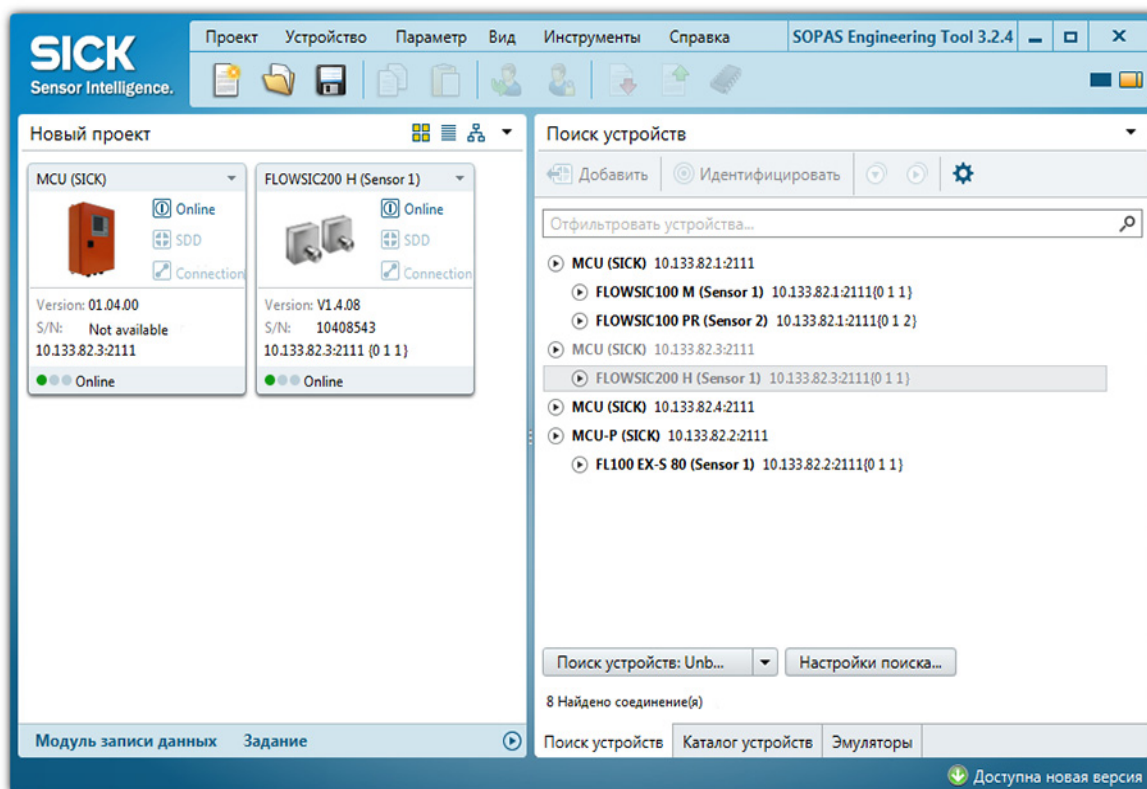 SICK
Sensor Intelligence.
Проект Устройство Параметр Вид Инструменты Справка SOPAS Engineering Tool 3.2.4
Новый проект
MCU (SICK)
Online
SDD
Connection
Version: 01.04.00
S/N: Not available
10.133.82.3:2111
Online
FLOWSIC200 H (Sensor 1)
Online
SDD
Connection
Version: V1.4.08
S/N: 10408543
10.133.82.3:2111 {0 1 1}
Online
Модуль записи данных Задание
Поиск устройств
Добавить Идентифицировать
Отфильтровать устройства...
MCU (SICK) 10.133.82.1:2111
FLOWSIC100 M (Sensor 1) 10.133.82.1:2111{0 1 1}
FLOWSIC100 PR (Sensor 2) 10.133.82.1:2111{0 1 2}
MCU (SICK) 10.133.82.3:2111
FLOWSIC200 H (Sensor 1) 10.133.82.3:2111{0 1 1}
MCU (SICK) 10.133.82.4:2111
MCU-P (SICK) 10.133.82.2:2111
FL100 EX-S 80 (Sensor 1) 10.133.82.2:2111{0 1 1}
Поиск устройств: Unb... Настройки поиска...
8 Найдено соединение(я)
Поиск устройств Каталог устройств Эмуляторы
Доступна новая версия